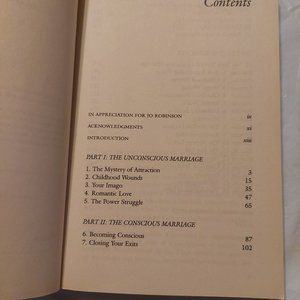 Contents
IN APPRECIATION FOR JO ROBINSON ix
ACKNOWLEDGMENTS xi
INTRODUCTION xiii
PART I: THE UNCONSCIOUS MARRIAGE
1. The Mystery of Attraction 3
2. Childhood Wounds 15
3. Your Imago 35
4. Romantic Love 47
5. The Power Struggle 65
PART II: THE CONSCIOUS MARRIAGE
6. Becoming Conscious 87
7. Closing Your Exits 102